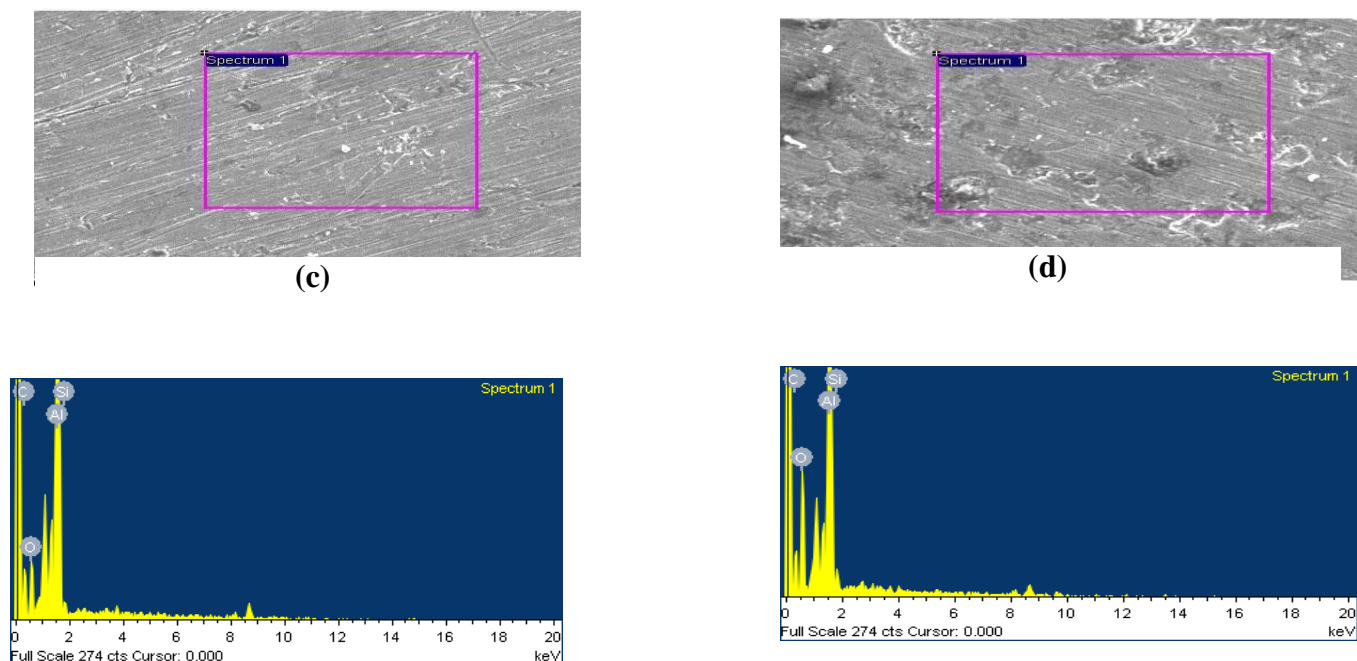 Spectrum 1
Spectrum 1
(c)
(d)
C Si Spectrum 1
Al
O
0 2 4 6 8 10 12 14 16 18 20
Full Scale 274 cts Cursor: 0.000 keV
C Si Spectrum 1
Al
O
0 2 4 6 8 10 12 14 16 18 20
Full Scale 274 cts Cursor: 0.000 keV